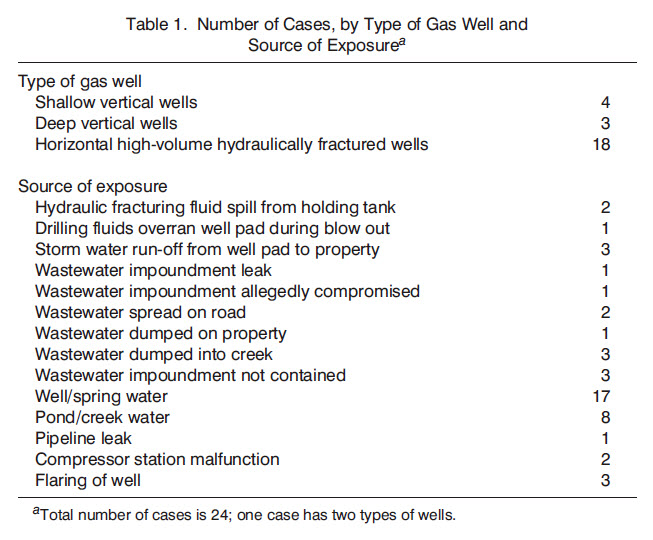 Table 1. Number of Cases, by Type of Gas Well and
Source of Exposureᵃ
Type of gas well
Shallow vertical wells 4
Deep vertical wells 3
Horizontal high-volume hydraulically fractured wells 18
Source of exposure
Hydraulic fracturing fluid spill from holding tank 2
Drilling fluids overran well pad during blow out 1
Storm water run-off from well pad to property 3
Wastewater impoundment leak 1
Wastewater impoundment allegedly compromised 1
Wastewater spread on road 2
Wastewater dumped on property 1
Wastewater dumped into creek 3
Wastewater impoundment not contained 3
Well/spring water 17
Pond/creek water 8
Pipeline leak 1
Compressor station malfunction 2
Flaring of well 3
ᵃTotal number of cases is 24; one case has two types of wells.